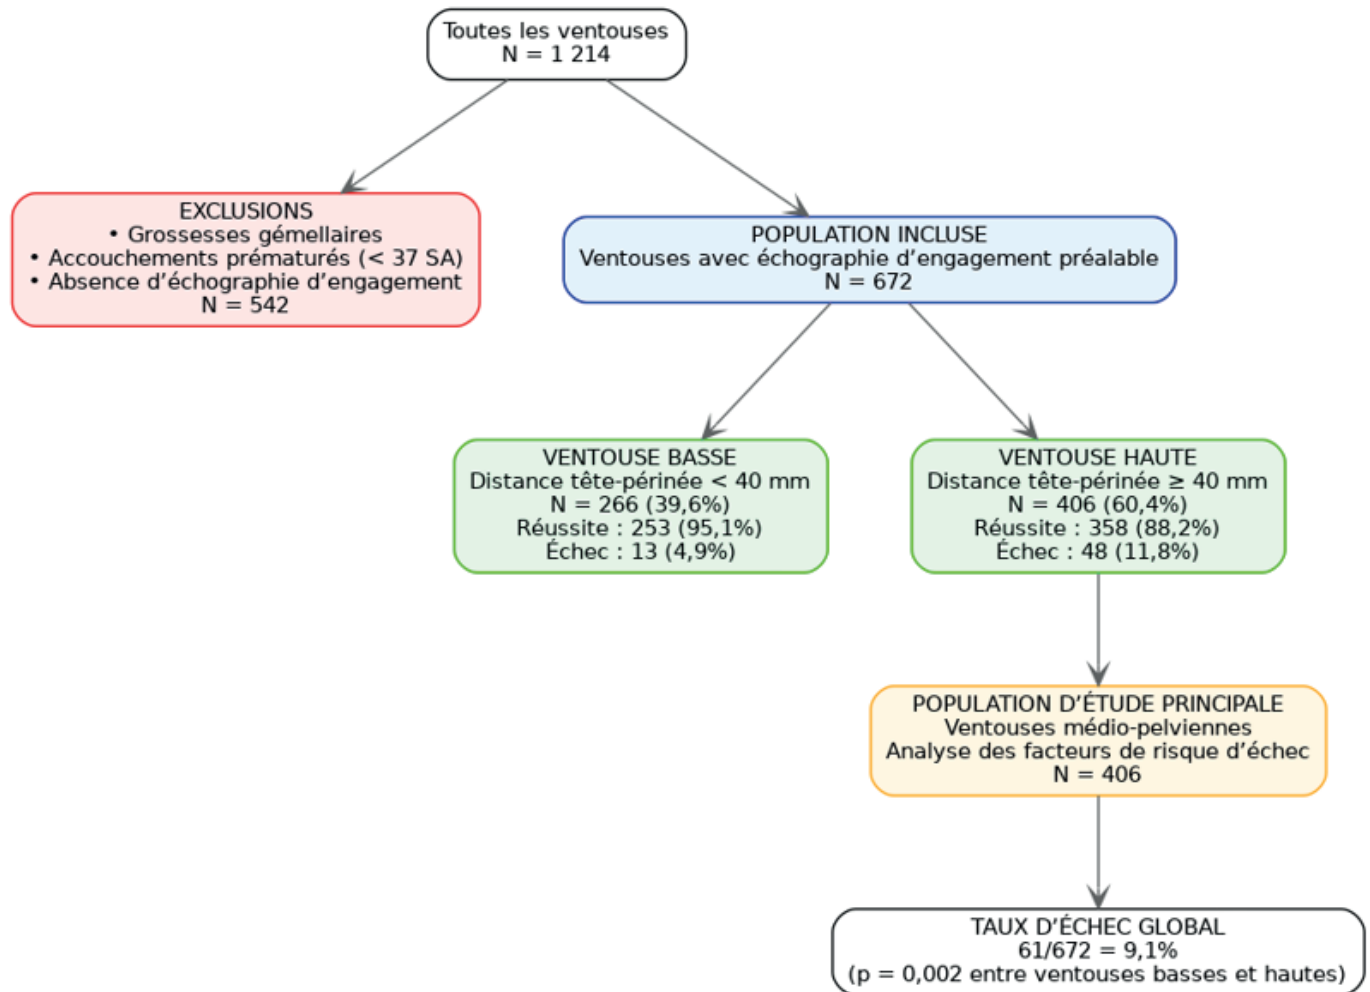 Toutes les ventouses
N = 1 214
EXCLUSIONS
• Grossesses gémellaires
• Accouchements prématurés (< 37 SA)
• Absence d’échographie d’engagement
N = 542
POPULATION INCLUSE
Ventouses avec échographie d’engagement préalable
N = 672
VENTOUSE BASSE
Distance tête-périnée < 40 mm
N = 266 (39,6%)
Réussite : 253 (95,1%)
Échec : 13 (4,9%)
VENTOUSE HAUTE
Distance tête-périnée ≥ 40 mm
N = 406 (60,4%)
Réussite : 358 (88,2%)
Échec : 48 (11,8%)
POPULATION D’ÉTUDE PRINCIPALE
Ventouses médio-pelviennes
Analyse des facteurs de risque d’échec
N = 406
TAUX D’ÉCHEC GLOBAL
61/672 = 9,1%
(p = 0,002 entre ventouses basses et hautes)